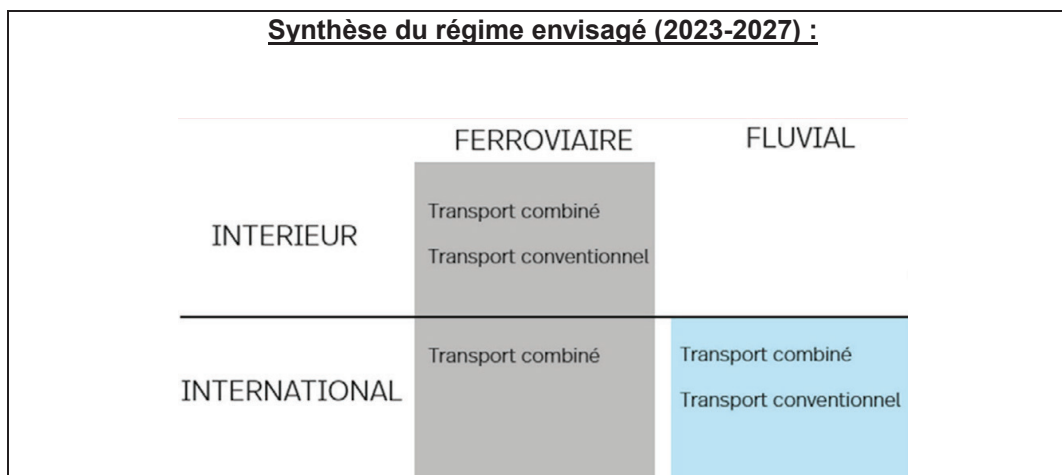 Synthèse du régime envisagé (2023-2027) :
FERROVIAIRE FLUVIAL
INTERIEUR
Transport combiné
Transport conventionnel
INTERNATIONAL
Transport combiné
Transport combiné
Transport conventionnel